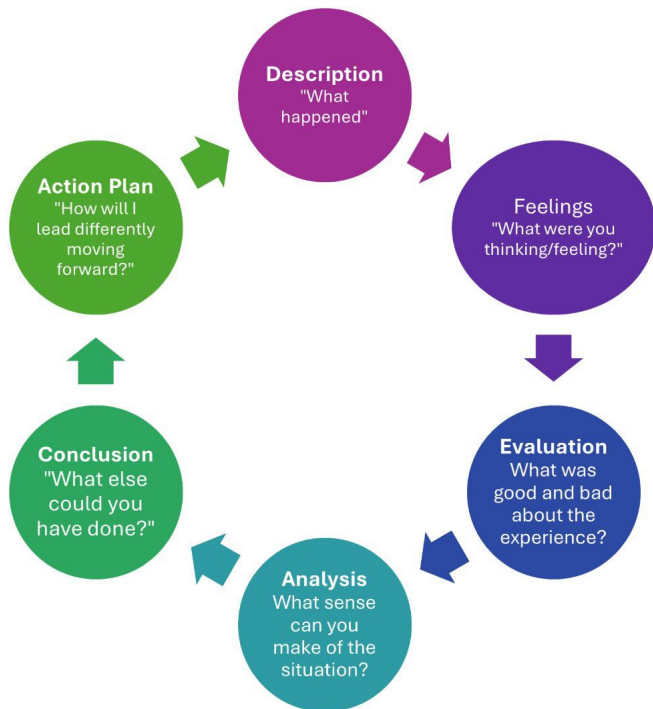 Description
"What
happened"
Feelings
"What were you
thinking/feeling?"
Evaluation
What was
good and bad
about the
experience?
Analysis
What sense
can you
make of the
situation?
Conclusion
"What else
could you
have done?"
Action Plan
"How will I
lead differently
moving
forward?"